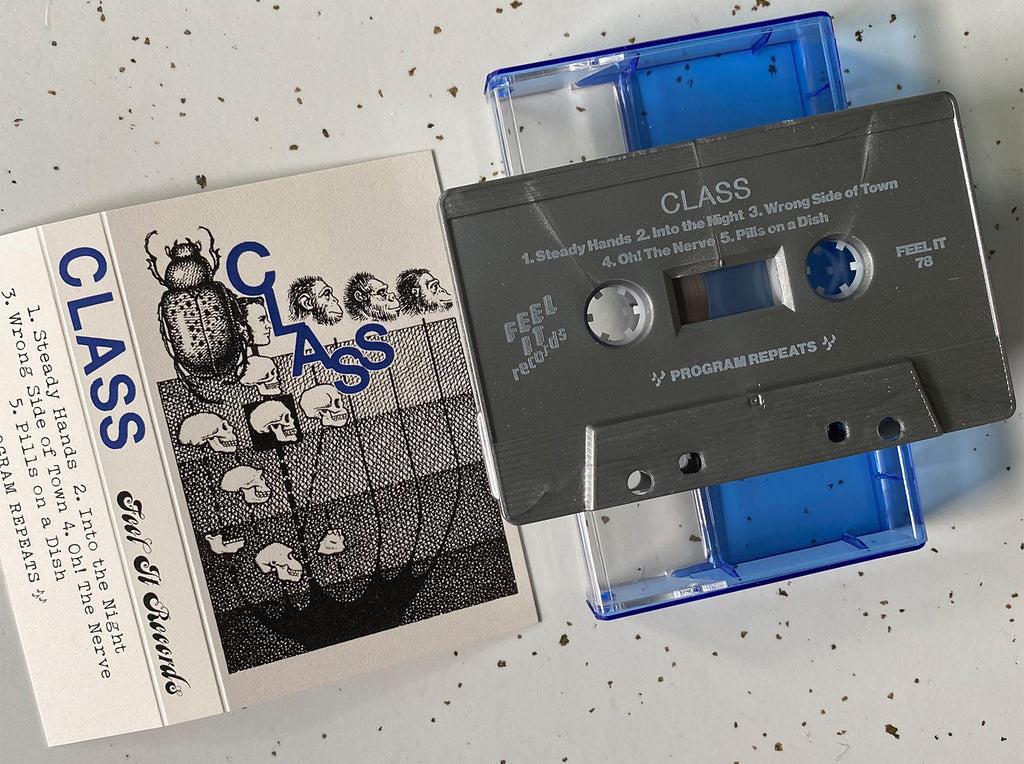 CLASS
1. Steady Hands 2. Into the Night
3. Wrong Side of Town 4. Oh! The Nerve
5. Pills on a Dish
REPEATS
Feel It Records
CLASS
CLASS
1. Steady Hands 2. Into the Night 3. Wrong Side of Town
4. Oh! The Nerve 5. Pills on a Dish
FEEL IT
78
FEEL
IT
records
PROGRAM REPEATS